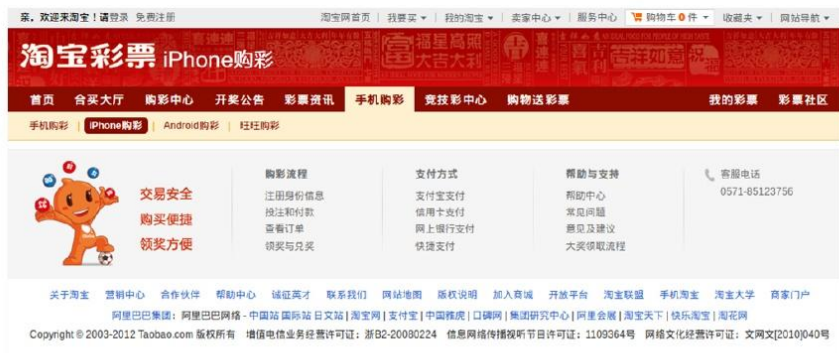 亲，欢迎来淘宝！请登录 免费注册 淘宝网首页 | 我要买 | 我的淘宝 | 卖家中心 | 服务中心 购物车0件 收藏夹 | 网站导航
淘宝彩票 iPhone购彩 富 福星高照 大吉大利 吉祥如意
首页 合买大厅 购彩中心 开奖公告 彩票资讯 手机购彩 竞技彩中心 购物送彩票 我的彩票 彩票社区
手机购彩 | iPhone购彩 | Android购彩 | 旺旺购彩
交易安全
购买便捷
领奖方便
购彩流程
注册身份信息
投注和付款
查看订单
领奖与兑奖
支付方式
支付宝支付
信用卡支付
网上银行支付
快捷支付
帮助与支持
帮助中心
常见问题
意见及建议
大奖领取流程
客服电话
0571-85123756
关于淘宝 营销中心 合作伙伴 帮助中心 诚征英才 联系我们 网站地图 版权说明 加入商城 开放平台 淘宝联盟 手机淘宝 淘宝大学 商家门户
阿里巴巴集团：阿里巴巴网络 - 中国站 国际站 日文站 | 淘宝网 | 支付宝 | 中国雅虎 | 口碑网 | 集团研究中心 | 阿里金融 | 淘宝天下 | 快乐淘宝 | 淘花网
Copyright © 2003-2012 Taobao.com 版权所有 增值电信业务经营许可证：浙B2-20080224 信息网络传播视听节目许可证：1109364号 网络文化经营许可证：文网文[2010]040号